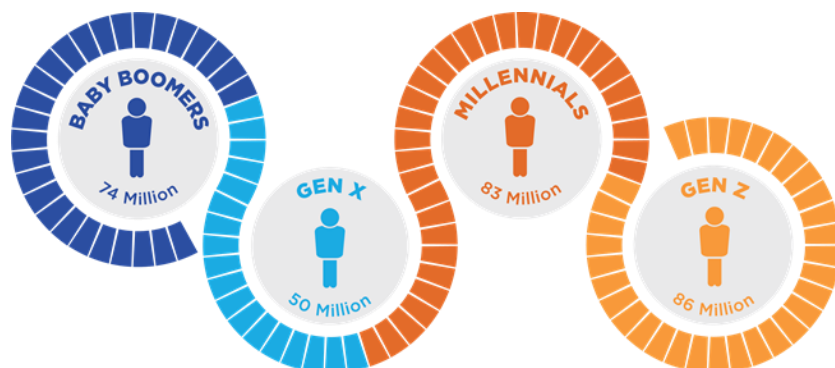 BABY BOOMERS
74 Million
GEN X
50 Million
MILLENNIALS
83 Million
GEN Z
86 Million